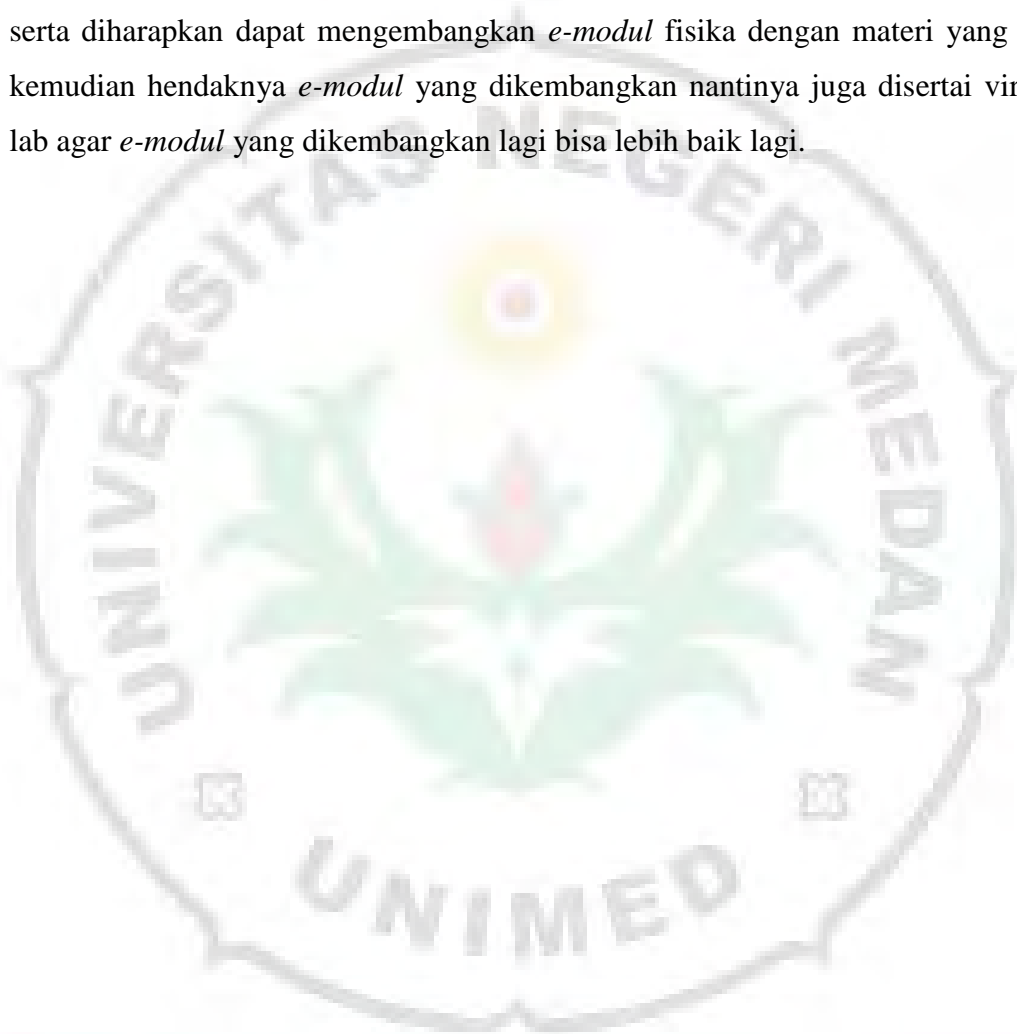 serta diharapkan dapat mengembangkan e-modul fisika dengan materi yang
kemudian hendaknya e-modul yang dikembangkan nantinya juga disertai
lab agar e-modul yang dikembangkan lagi bisa lebih baik lagi.
UNIVERSITAS NEGERI MEDAN
UNIMED